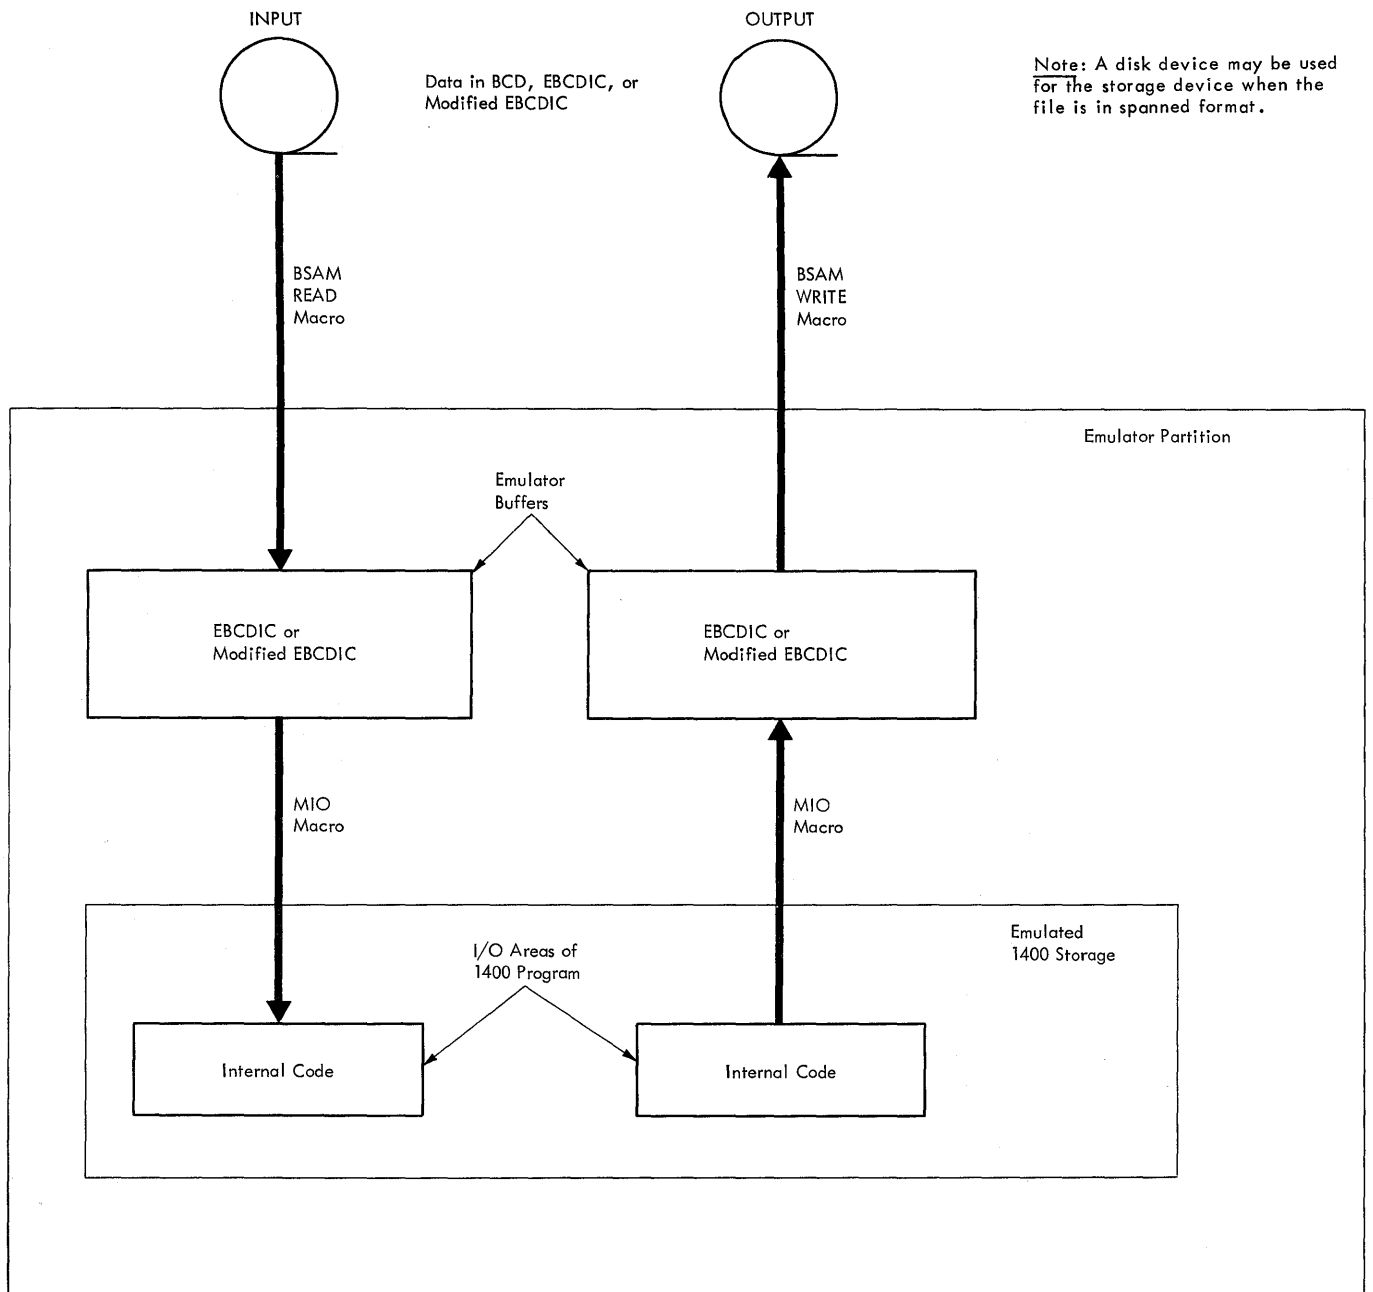 INPUT
OUTPUT
Data in BCD, EBCDIC, or
Modified EBCDIC
Note: A disk device may be used
for the storage device when the
file is in spanned format.
BSAM
READ
Macro
BSAM
WRITE
Macro
Emulator Partition
Emulator
Buffers
EBCDIC or
Modified EBCDIC
EBCDIC or
Modified EBCDIC
MIO
Macro
MIO
Macro
Emulated
1400 Storage
I/O Areas of
1400 Program
Internal Code
Internal Code